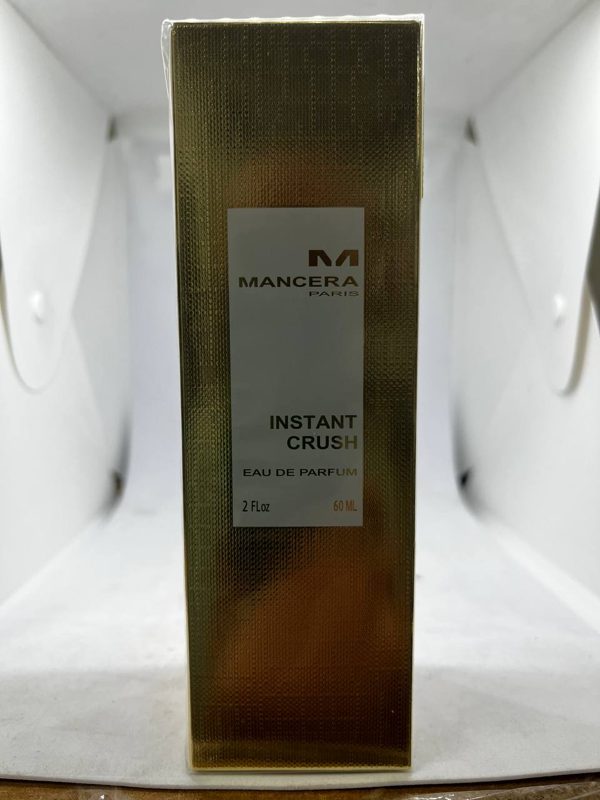 M
MANCERA
PARIS
INSTANT
CRUSH
EAU DE PARFUM
2 FLoz 60 ML